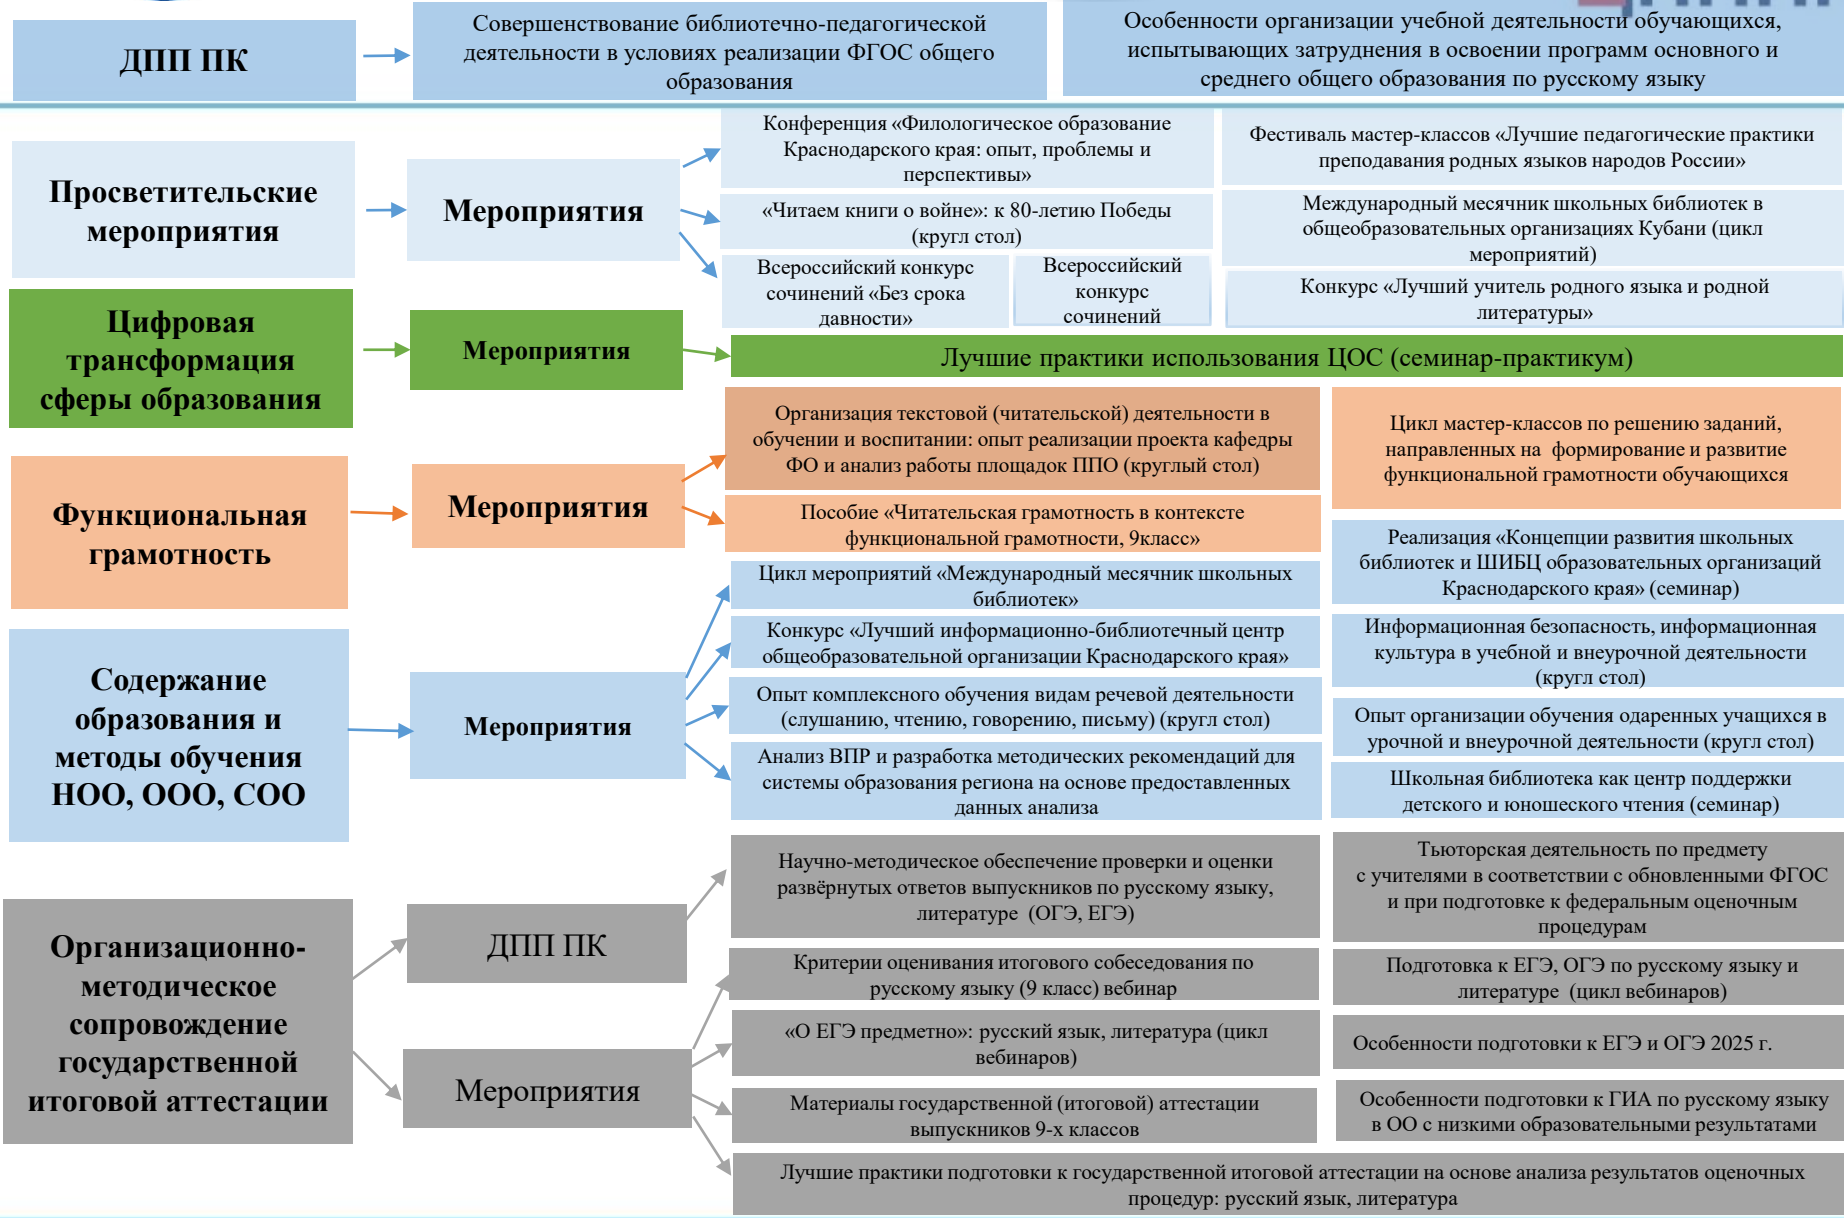 ДПП ПК
Совершенствование библиотечно-педагогической
деятельности в условиях реализации ФГОС общего
образования
Особенности организации учебной деятельности обучающихся,
испытывающих затруднения в освоении программ основного и
среднего общего образования по русскому языку
Просветительские
мероприятия
Мероприятия
Конференция «Филологическое образование
Краснодарского края: опыт, проблемы и
перспективы»
Фестиваль мастер-классов «Лучшие педагогические практики
преподавания родных языков народов России»
«Читаем книги о войне»: к 80-летию Победы
(кругл стол)
Международный месячник школьных библиотек в
общеобразовательных организациях Кубани (цикл
мероприятий)
Всероссийский конкурс
сочинений «Без срока
давности»
Всероссийский
конкурс
сочинений
Конкурс «Лучший учитель родного языка и родной
литературы»
Цифровая
трансформация
сферы образования
Мероприятия
Лучшие практики использования ЦОС (семинар-практикум)
Функциональная
грамотность
Мероприятия
Организация текстовой (читательской) деятельности в
обучении и воспитании: опыт реализации проекта кафедры
ФО и анализ работы площадок ППО (круглый стол)
Цикл мастер-классов по решению заданий,
направленных на  формирование и развитие
функциональной грамотности обучающихся
Пособие «Читательская грамотность в контексте
функциональной грамотности, 9класс»
Содержание
образования и
методы обучения
НОО, ООО, СОО
Мероприятия
Цикл мероприятий «Международный месячник школьных
библиотек»
Реализация «Концепции развития школьных
библиотек и ШИБЦ образовательных организаций
Краснодарского края» (семинар)
Конкурс «Лучший информационно-библиотечный центр
общеобразовательной организации Краснодарского края»
Информационная безопасность, информационная
культура в учебной и внеурочной деятельности
(кругл стол)
Опыт комплексного обучения видам речевой деятельности
(слушанию, чтению, говорению, письму) (кругл стол)
Опыт организации обучения одаренных учащихся в
урочной и внеурочной деятельности (кругл стол)
Анализ ВПР и разработка методических рекомендаций для
системы образования региона на основе предоставленных
данных анализа
Школьная библиотека как центр поддержки
детского и юношеского чтения (семинар)
Организационно-
методическое
сопровождение
государственной
итоговой аттестации
ДПП ПК
Научно-методическое обеспечение проверки и оценки
развёрнутых ответов выпускников по русскому языку,
литературе  (ОГЭ, ЕГЭ)
Тьюторская деятельность по предмету
с учителями в соответствии с обновленными ФГОС
и при подготовке к федеральным оценочным
процедурам
Мероприятия
Критерии оценивания итогового собеседования по
русскому языку (9 класс) вебинар
Подготовка к ЕГЭ, ОГЭ по русскому языку и
литературе  (цикл вебинаров)
«О ЕГЭ предметно»: русский язык, литература (цикл
вебинаров)
Особенности подготовки к ЕГЭ и ОГЭ 2025 г.
Материалы государственной (итоговой) аттестации
выпускников 9-х классов
Особенности подготовки к ГИА по русскому языку
в ОО с низкими образовательными результатами
Лучшие практики подготовки к государственной итоговой аттестации на основе анализа результатов оценочных
процедур: русский язык, литература